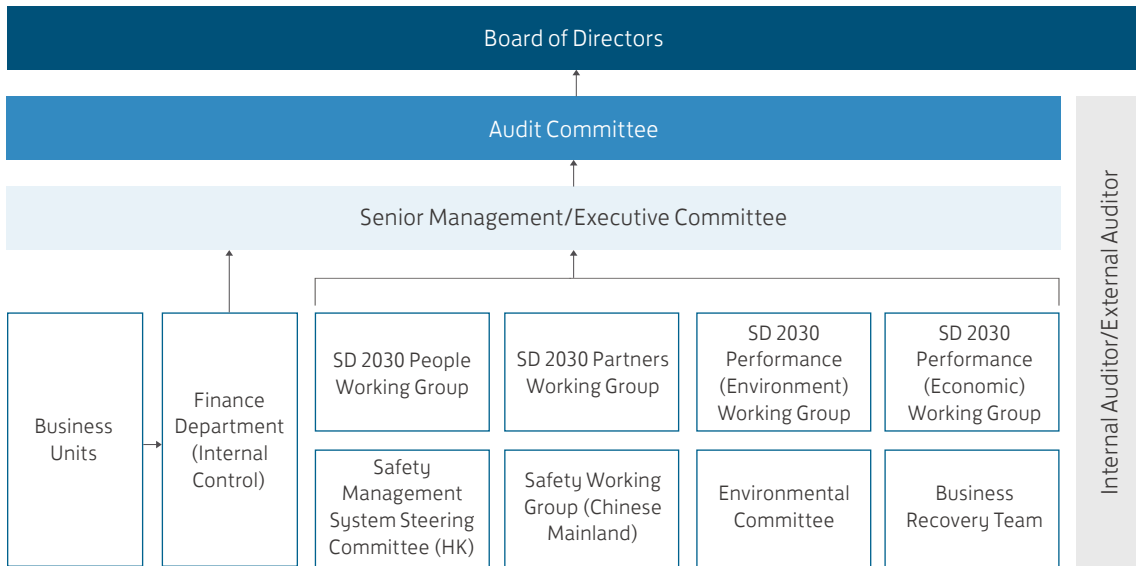 Board of Directors
Audit Committee
Senior Management/Executive Committee
Business
Units
Finance
Department
(Internal
Control)
SD 2030 People
Working Group
SD 2030 Partners
Working Group
SD 2030
Performance
(Environment)
Working Group
SD 2030
Performance
(Economic)
Working Group
Safety
Management
System Steering
Committee (HK)
Safety Working
Group (Chinese
Mainland)
Environmental
Committee
Business
Recovery Team
Internal Auditor/External Auditor